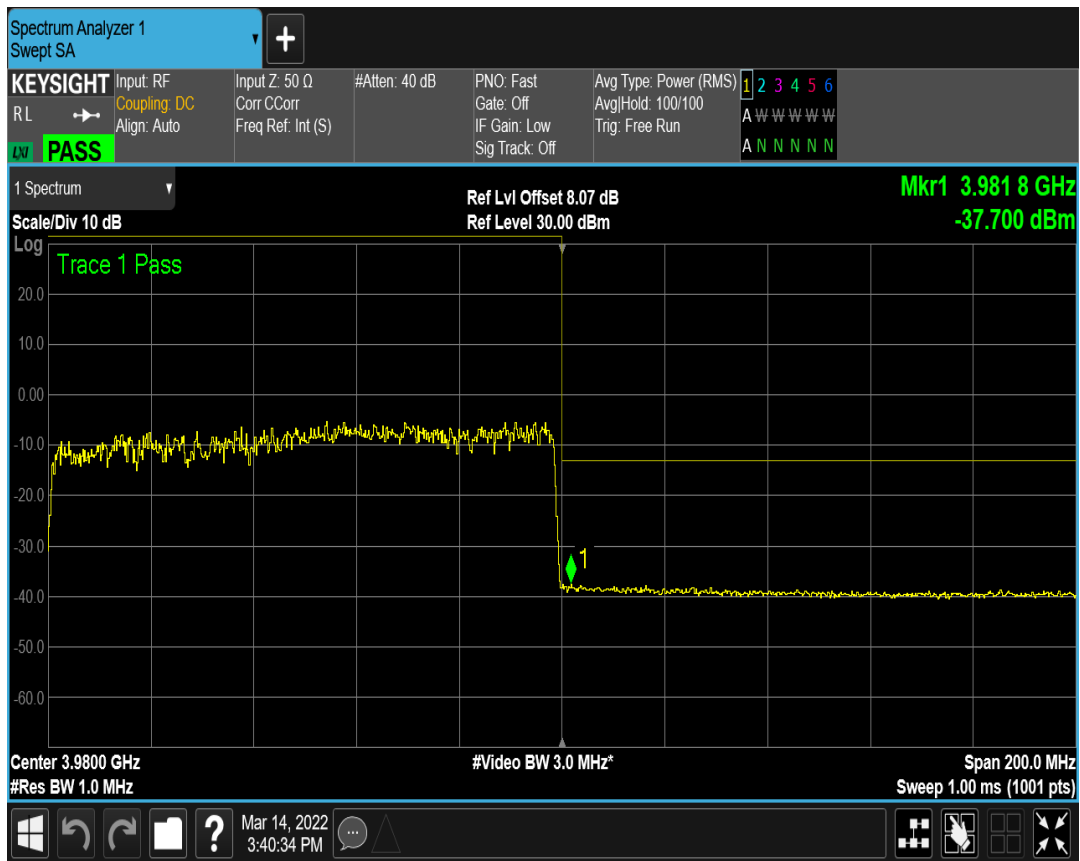 Spectrum Analyzer 1
Swept SA
+
KEYSIGHT
RL
LXI PASS
Input: RF
Coupling: DC
Align: Auto
Input Z: 50 Ω
Corr CCorr
Freq Ref: Int (S)
#Atten: 40 dB
PNO: Fast
Gate: Off
IF Gain: Low
Sig Track: Off
Avg Type: Power (RMS)
Avg|Hold: 100/100
Trig: Free Run
1 2 3 4 5 6
A W W W W W
A N N N N N
1 Spectrum
Scale/Div 10 dB
Ref Lvl Offset 8.07 dB
Ref Level 30.00 dBm
Mkr1 3.981 8 GHz
-37.700 dBm
Log
Trace 1 Pass
20.0
10.0
0.00
-10.0
-20.0
-30.0
1
-40.0
-50.0
-60.0
Center 3.9800 GHz
#Video BW 3.0 MHz*
Span 200.0 MHz
#Res BW 1.0 MHz
Sweep 1.00 ms (1001 pts)
?
Mar 14, 2022
3:40:34 PM